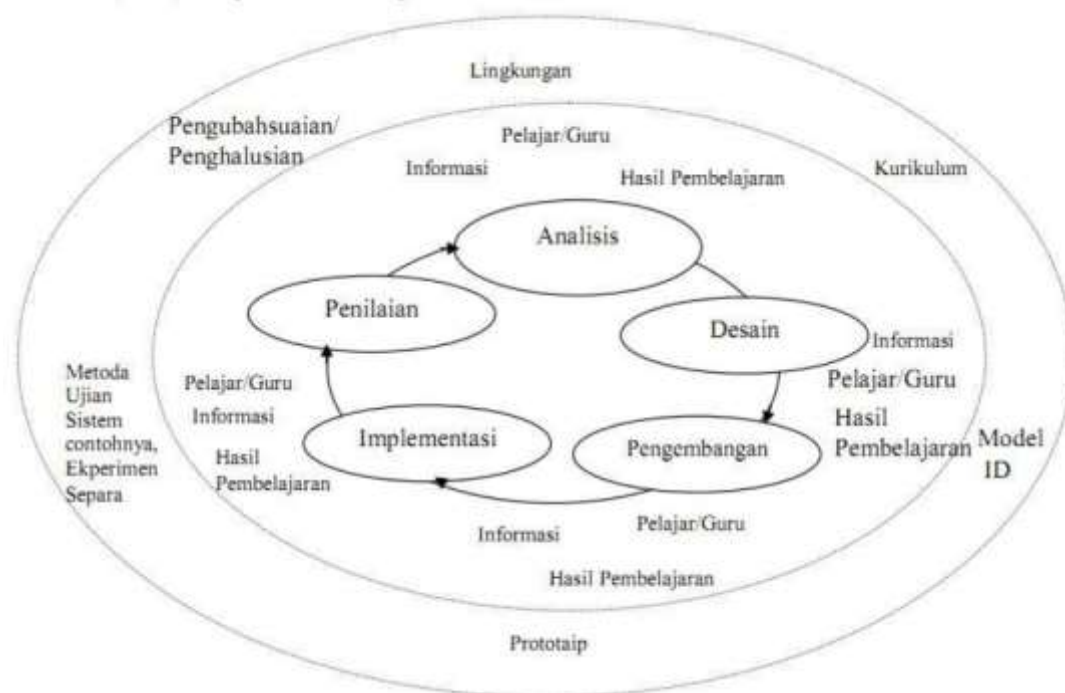 Lingkungan
Pengubahsuaian/
Penghalusian
Pelajar/Guru
Informasi
Hasil Pembelajaran
Kurikulum
Analisis
Penilaian
Desain
Informasi
Pelajar/Guru
Hasil
Pembelajaran
Model
ID
Metoda
Ujian
Sistem
contohnya,
Ekperimen
Separa
Pelajar/Guru
Informasi
Hasil
Pembelajaran
Implementasi
Pengembangan
Informasi
Pelajar/Guru
Hasil Pembelajaran
Prototaip